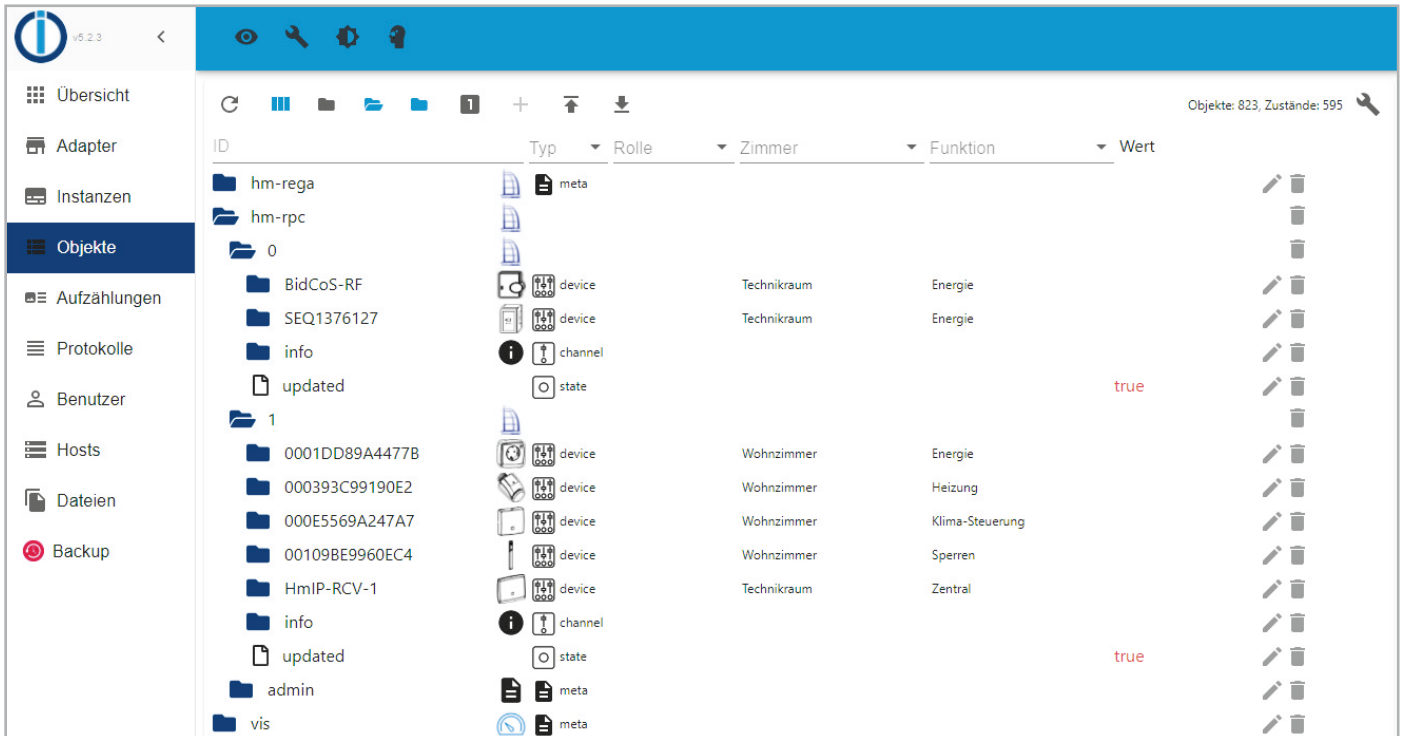 v5.2.3
Objekte: 823, Zustände: 595
ID Typ Rolle Zimmer Funktion Wert
Übersicht
Adapter
Instanzen
Objekte
Aufzählungen
Protokolle
Benutzer
Hosts
Dateien
Backup
hm-rega meta
hm-rpc
0
BidCoS-RF device Technikraum Energie
SEQ1376127 device Technikraum Energie
info channel
updated state true
1
0001DD89A4477B device Wohnzimmer Energie
000393C99190E2 device Wohnzimmer Heizung
000E5569A247A7 device Wohnzimmer Klima-Steuerung
00109BE9960EC4 device Wohnzimmer Sperren
HmIP-RCV-1 device Technikraum Zentral
info channel
updated state true
admin meta
vis meta